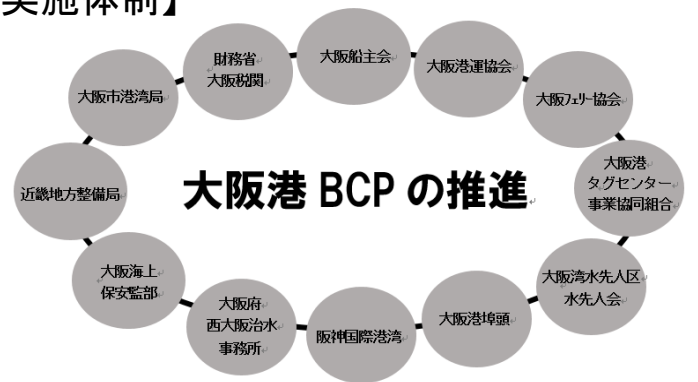 実施体制】
大阪船主会
財務省
大阪税関
大阪港運協会
大阪市港湾局
大阪フェリー協会
近畿地方整備局
大阪港BCPの推進
大阪港
タグセンター
事業協同組合
大阪海上
保安監部
大阪湾水先人区
水先人会
大阪府
西大阪治水
事務所
阪神国際港湾
大阪港埠頭